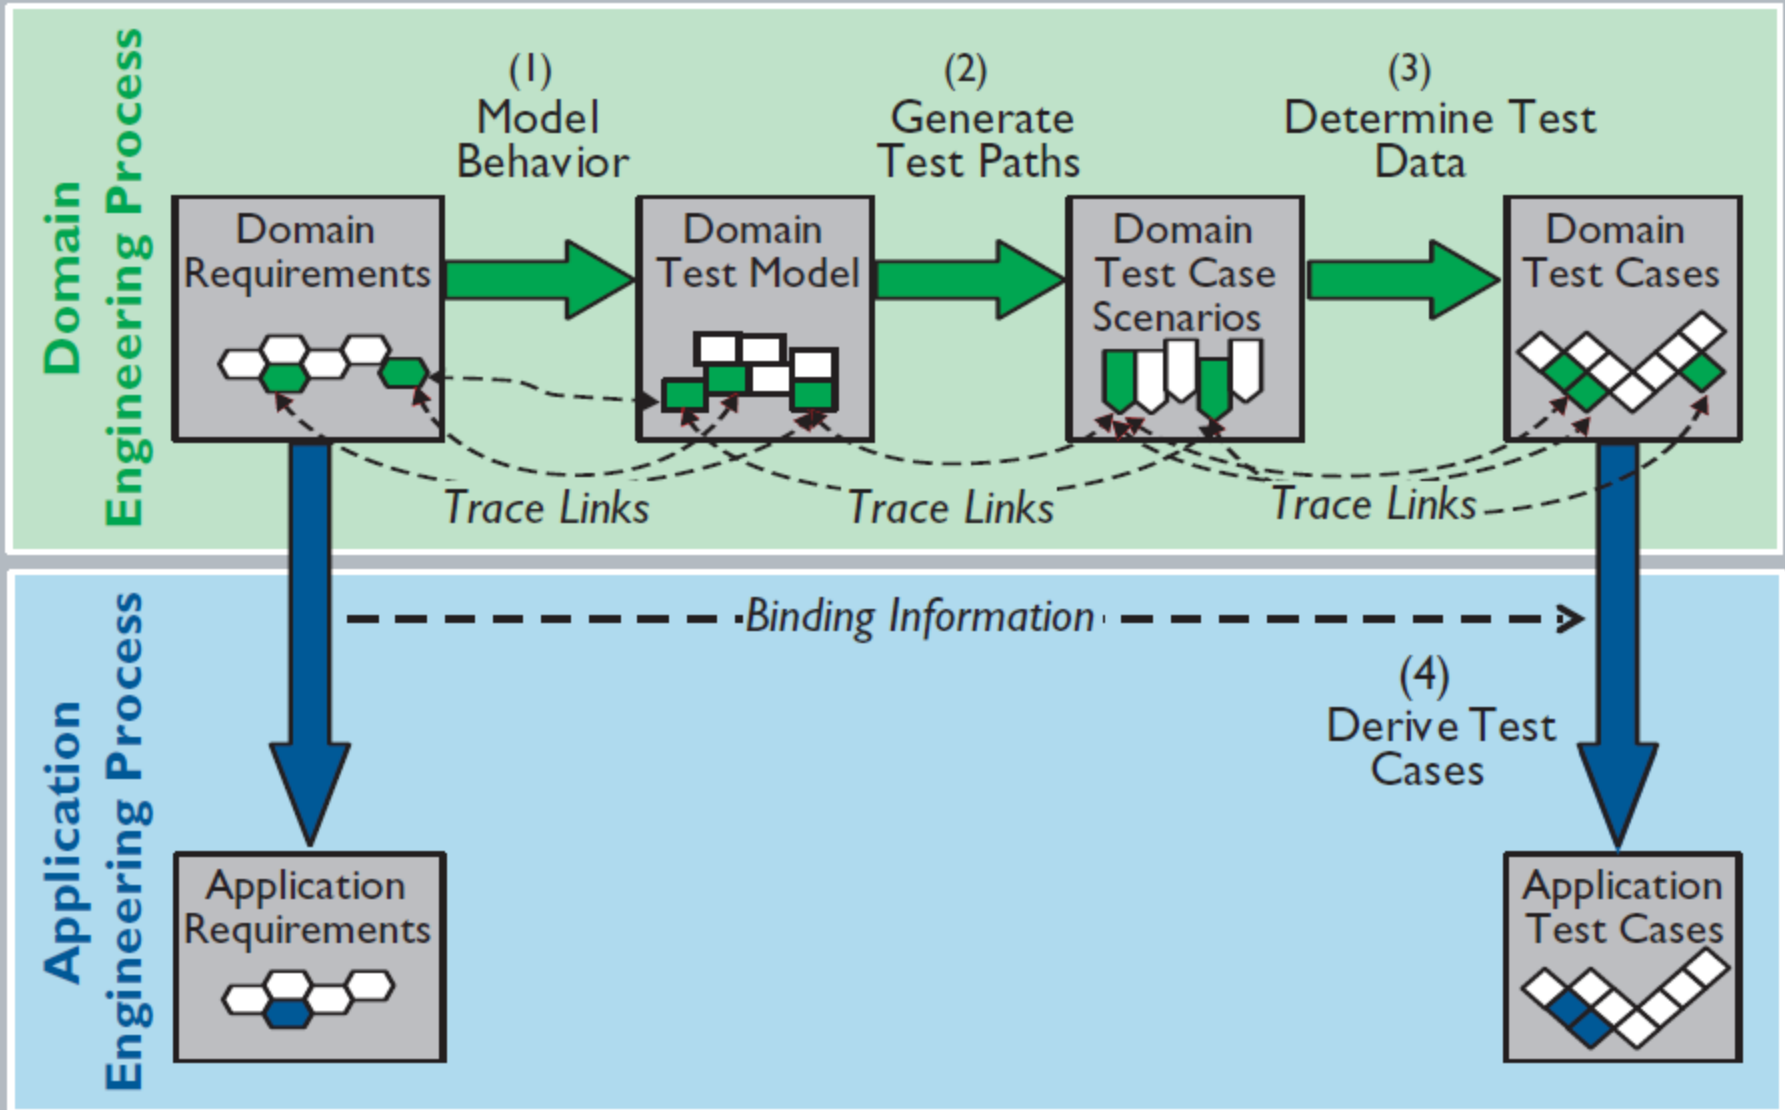 Domain
Engineering Process
(1)
Model
Behavior
(2)
Generate
Test Paths
(3)
Determine Test
Data
Domain
Requirements
Domain
Test Model
Domain
Test Case
Scenarios
Domain
Test Cases
Trace Links
Trace Links
Trace Links
Application
Engineering Process
Binding Information
(4)
Derive Test
Cases
Application
Requirements
Application
Test Cases